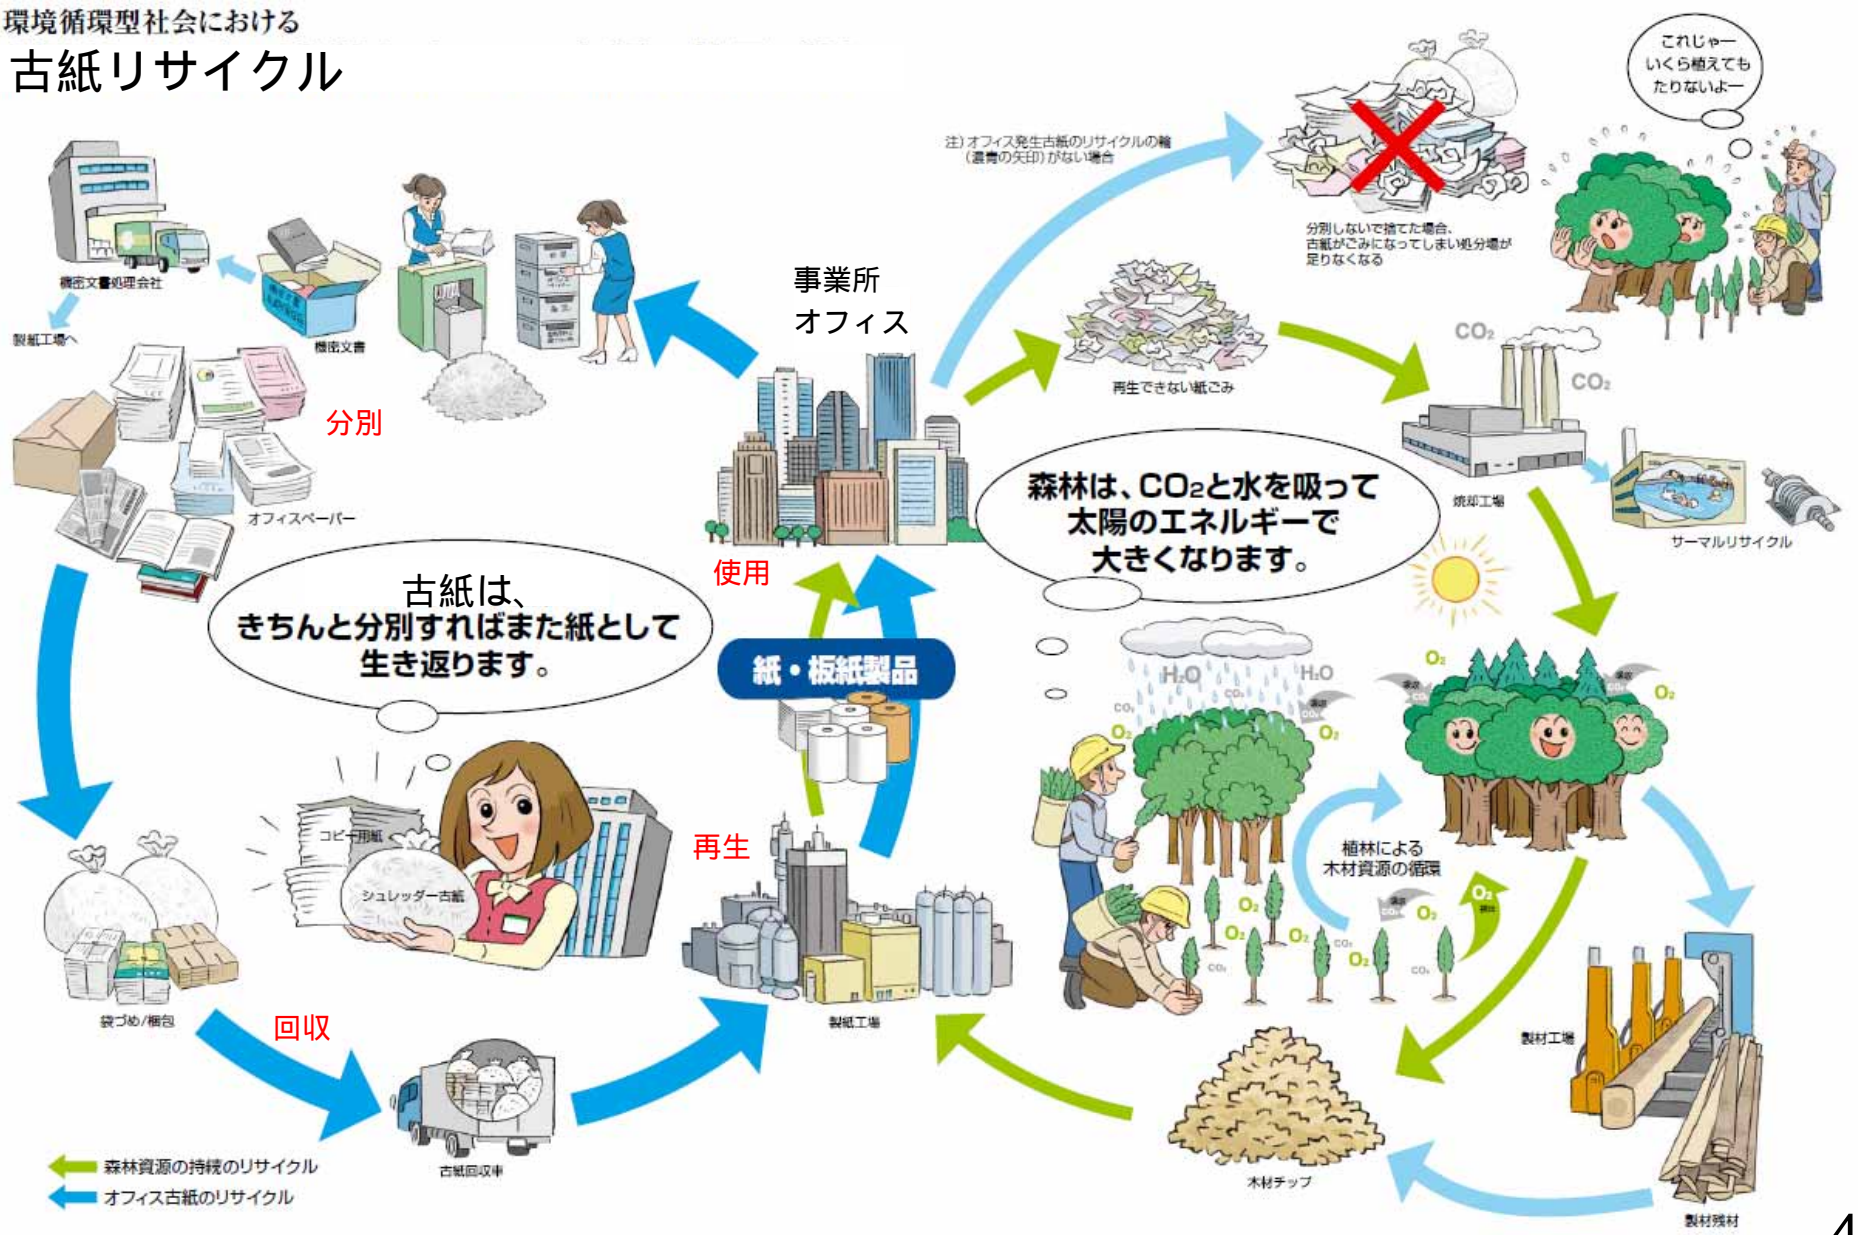 環境循環型社会における
古紙リサイクル
これじゃー
いくら植えても
たりないよー
注）オフィス発生古紙のリサイクルの輪
（濃青の矢印）がない場合
分別しないで捨てた場合、
古紙がごみになってしまい処分場が
足りなくなる
機密文書処理会社
製紙工場へ
機密文書
事業所
オフィス
再生できない紙ごみ
CO₂
CO₂
焼却工場
サーマルリサイクル
分別
オフィスペーパー
森林は、CO₂と水を吸って
太陽のエネルギーで
大きくなります。
使用
古紙は、
きちんと分別すればまた紙として
生き返ります。
紙・板紙製品
H₂O
H₂O
CO₂
CO₂
O₂
O₂
O₂
O₂
コピー用紙
シュレッダー古紙
再生
植林による
木材資源の循環
O₂
O₂
O₂
O₂
O₂
O₂
CO₂
CO₂
CO₂
袋づめ/梱包
回収
製紙工場
製材工場
古紙回収車
木材チップ
製材残材
森林資源の持続のリサイクル
オフィス古紙のリサイクル
4